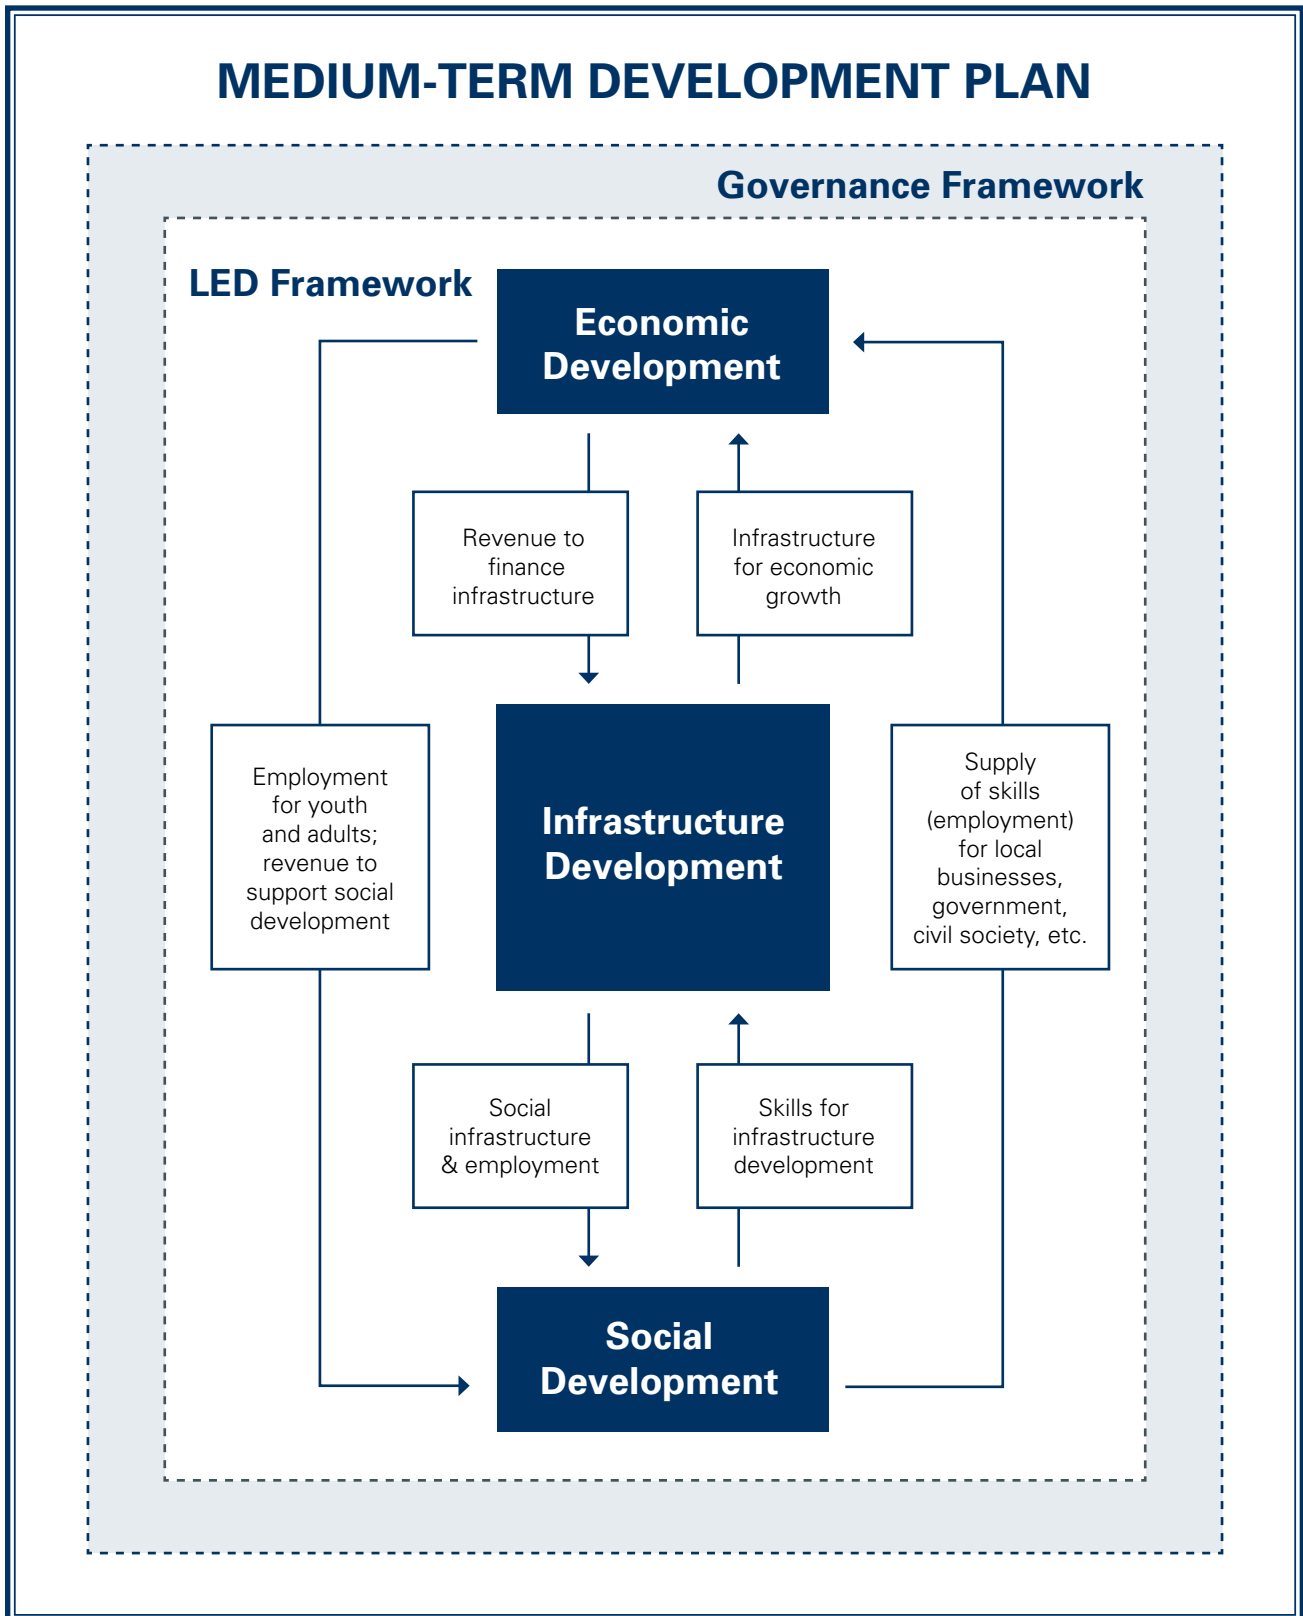 MEDIUM-TERM DEVELOPMENT PLAN
Governance Framework
LED Framework
Economic
Development
Revenue to
finance
infrastructure
Infrastructure
for economic
growth
Employment
for youth
and adults;
revenue to
support social
development
Infrastructure
Development
Supply
of skills
(employment)
for local
businesses,
government,
civil society, etc.
Social
infrastructure
& employment
Skills for
infrastructure
development
Social
Development